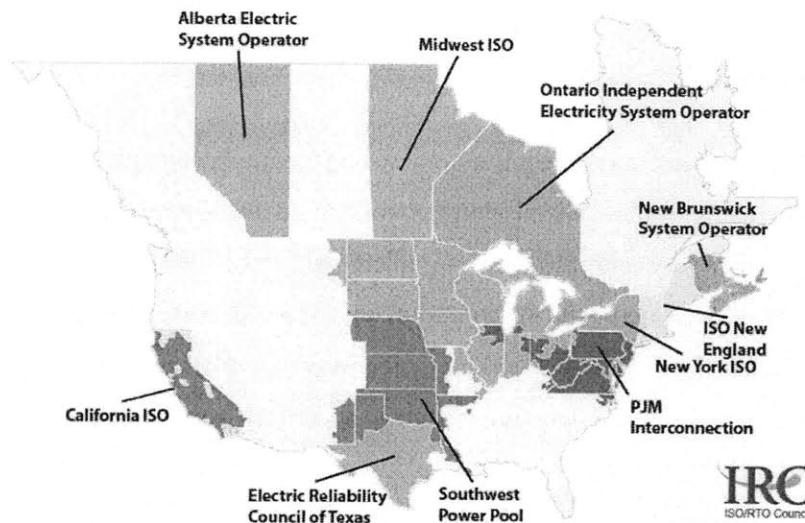 Alberta Electric
System Operator
Midwest ISO
Ontario Independent
Electricity System Operator
New Brunswick
System Operator
ISO New
England
New York ISO
PJM
Interconnection
California ISO
Electric Reliability
Council of Texas
Southwest
Power Pool
IRC
ISO/RTO Counc